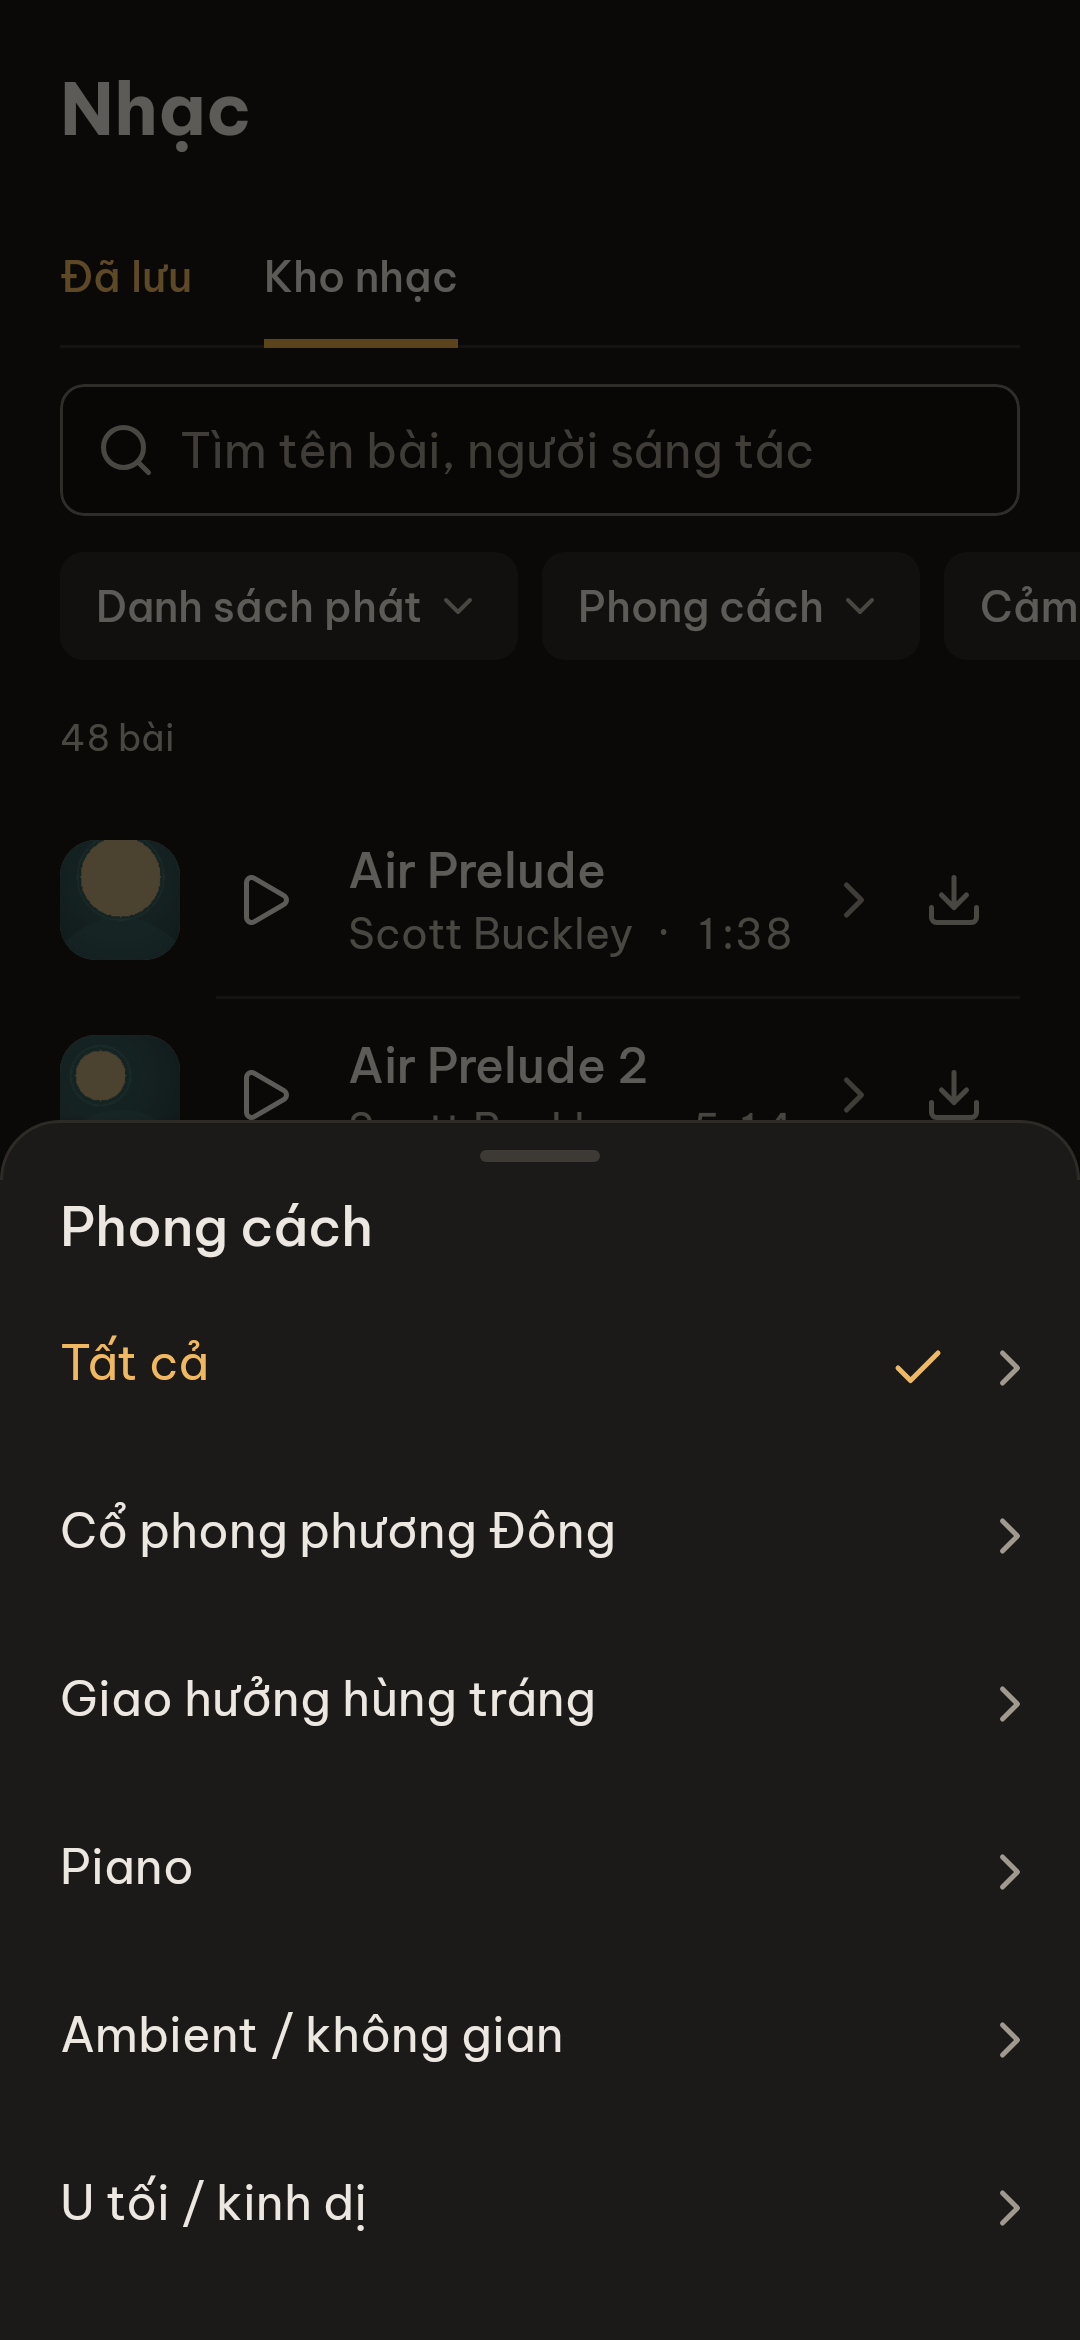 Nhạc
Đã lưu Kho nhạc
Tìm tên bài, người sáng tác
Danh sách phát Phong cách Cảm
48 bài
Air Prelude
Scott Buckley · 1:38
Air Prelude 2
Phong cách
Tất cả
Cổ phong phương Đông
Giao hưởng hùng tráng
Piano
Ambient / không gian
U tối / kinh dị